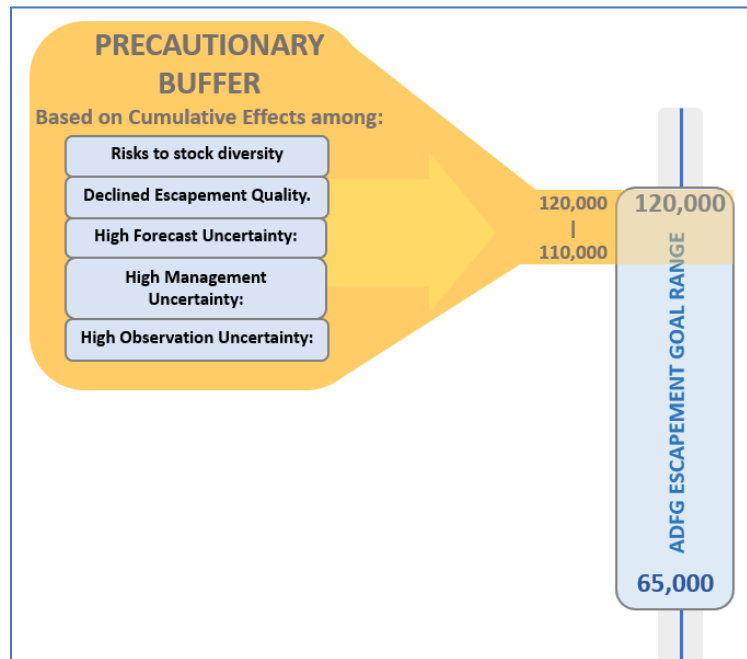 PRECAUTIONARY
BUFFER
Based on Cumulative Effects among:
Risks to stock diversity
Declined Escapement Quality.
High Forecast Uncertainty:
High Management
Uncertainty:
High Observation Uncertainty:
120,000
|
110,000
120,000
ADFG ESCAPEMENT GOAL RANGE
65,000